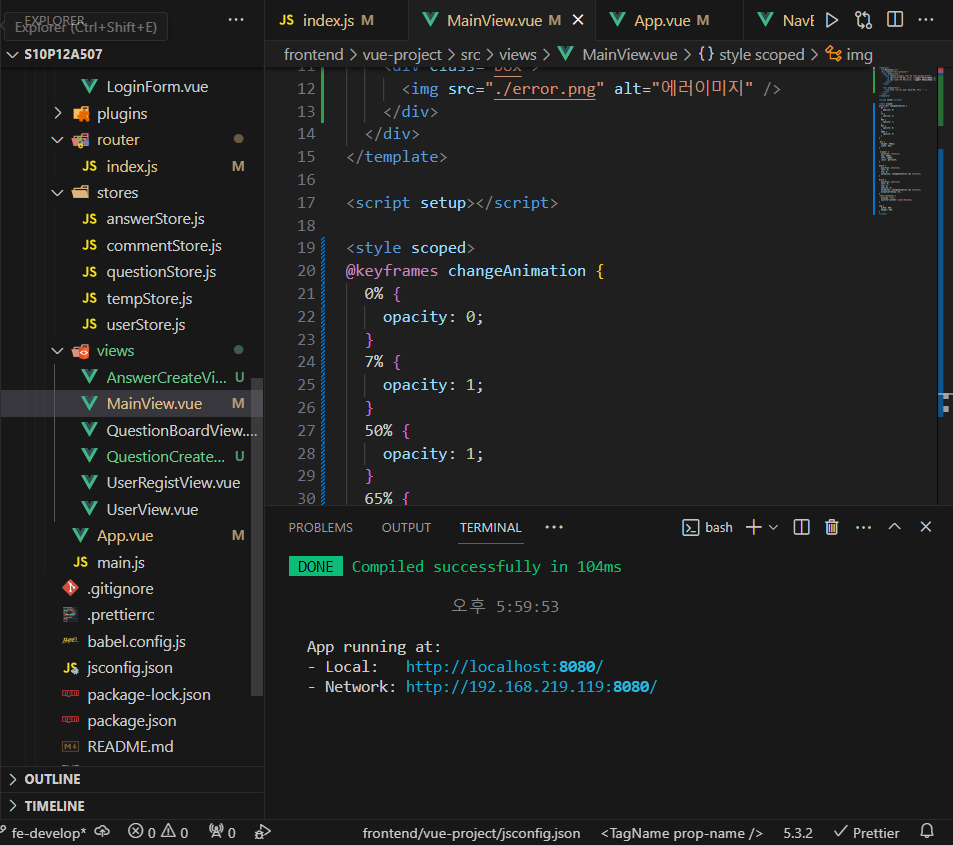 EXPLORER
Explorer (Ctrl+Shift+E)
S10P12A507
LoginForm.vue
plugins
router
index.js M
stores
answerStore.js
commentStore.js
questionStore.js
tempStore.js
userStore.js
views
AnswerCreateVi... U
MainView.vue M
QuestionBoardView....
QuestionCreate... U
UserRegistView.vue
UserView.vue
App.vue M
main.js
.gitignore
.prettierrc
babel.config.js
jsconfig.json
package-lock.json
package.json
README.md
OUTLINE
TIMELINE
JS index.js M MainView.vue M App.vue M NavB
frontend > vue-project > src > views > MainView.vue > {} style scoped > img
11 <div class="box">
12 <img src="./error.png" alt="에러이미지" />
13 </div>
14 </div>
15 </template>
16
17 <script setup></script>
18
19 <style scoped>
20 @keyframes changeAnimation {
21 0% {
22 opacity: 0;
23 }
24 7% {
25 opacity: 1;
26 }
27 50% {
28 opacity: 1;
29 }
30 65% {
PROBLEMS OUTPUT TERMINAL ... bash
DONE Compiled successfully in 104ms
오후 5:59:53
App running at:
- Local: http://localhost:8080/
- Network: http://192.168.219.119:8080/
fe-develop* 0 0 0 frontend/vue-project/jsconfig.json <TagName prop-name /> 5.3.2 Prettier